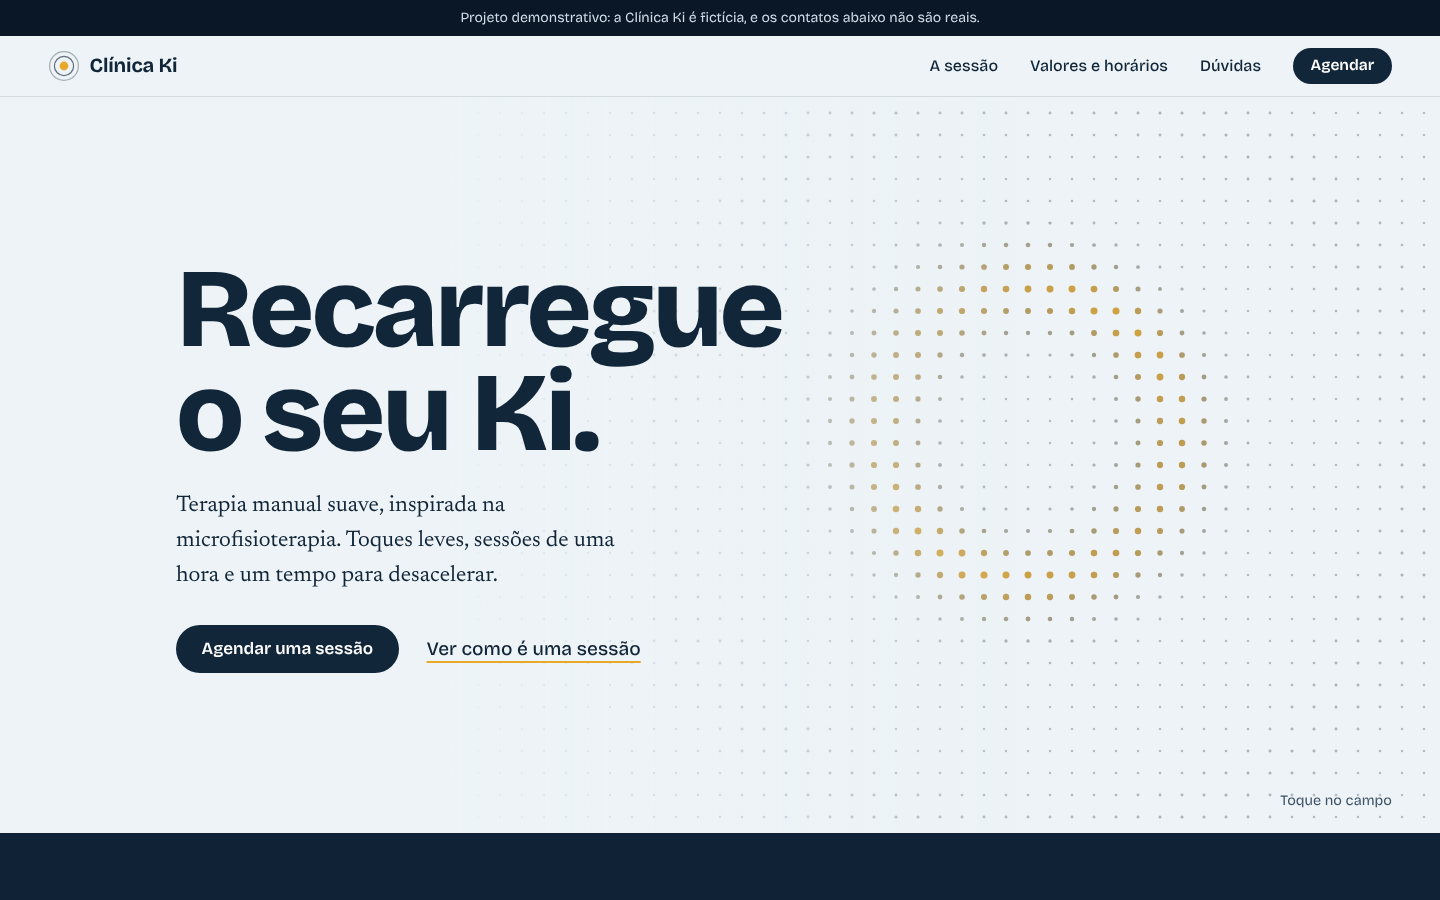 Projeto demonstrativo: a Clínica Ki é fictícia, e os contatos abaixo não são reais.
Clínica Ki
A sessão
Valores e horários
Dúvidas
Agendar
Recarregue
o seu Ki.
Terapia manual suave, inspirada na
microfisioterapia. Toques leves, sessões de uma
hora e um tempo para desacelerar.
Agendar uma sessão
Ver como é uma sessão
Toque no campo